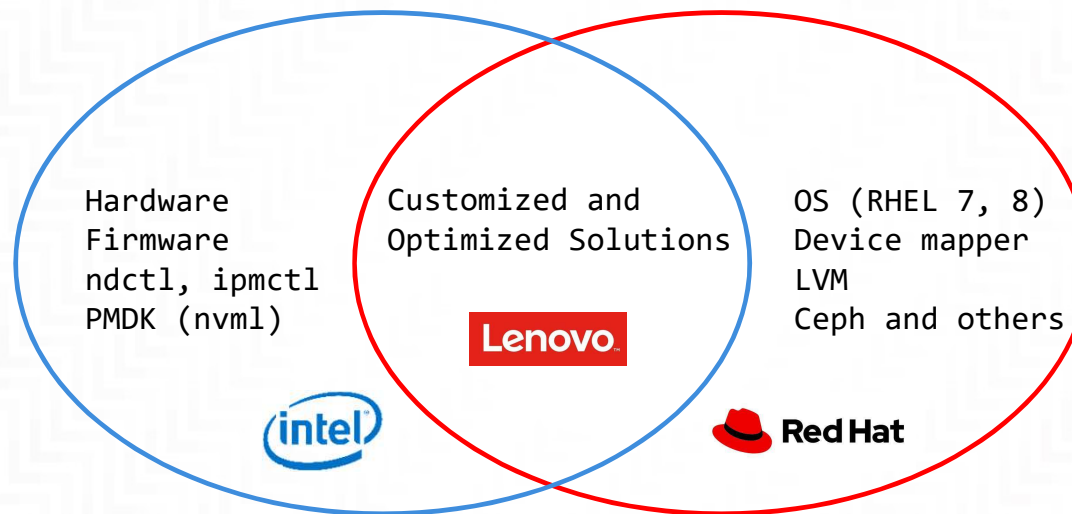 Hardware
Firmware
ndctl, ipmctl
PMDK (nvml)
Customized and
Optimized Solutions
Lenovo™
OS (RHEL 7, 8)
Device mapper
LVM
Ceph and others
intel
Red Hat